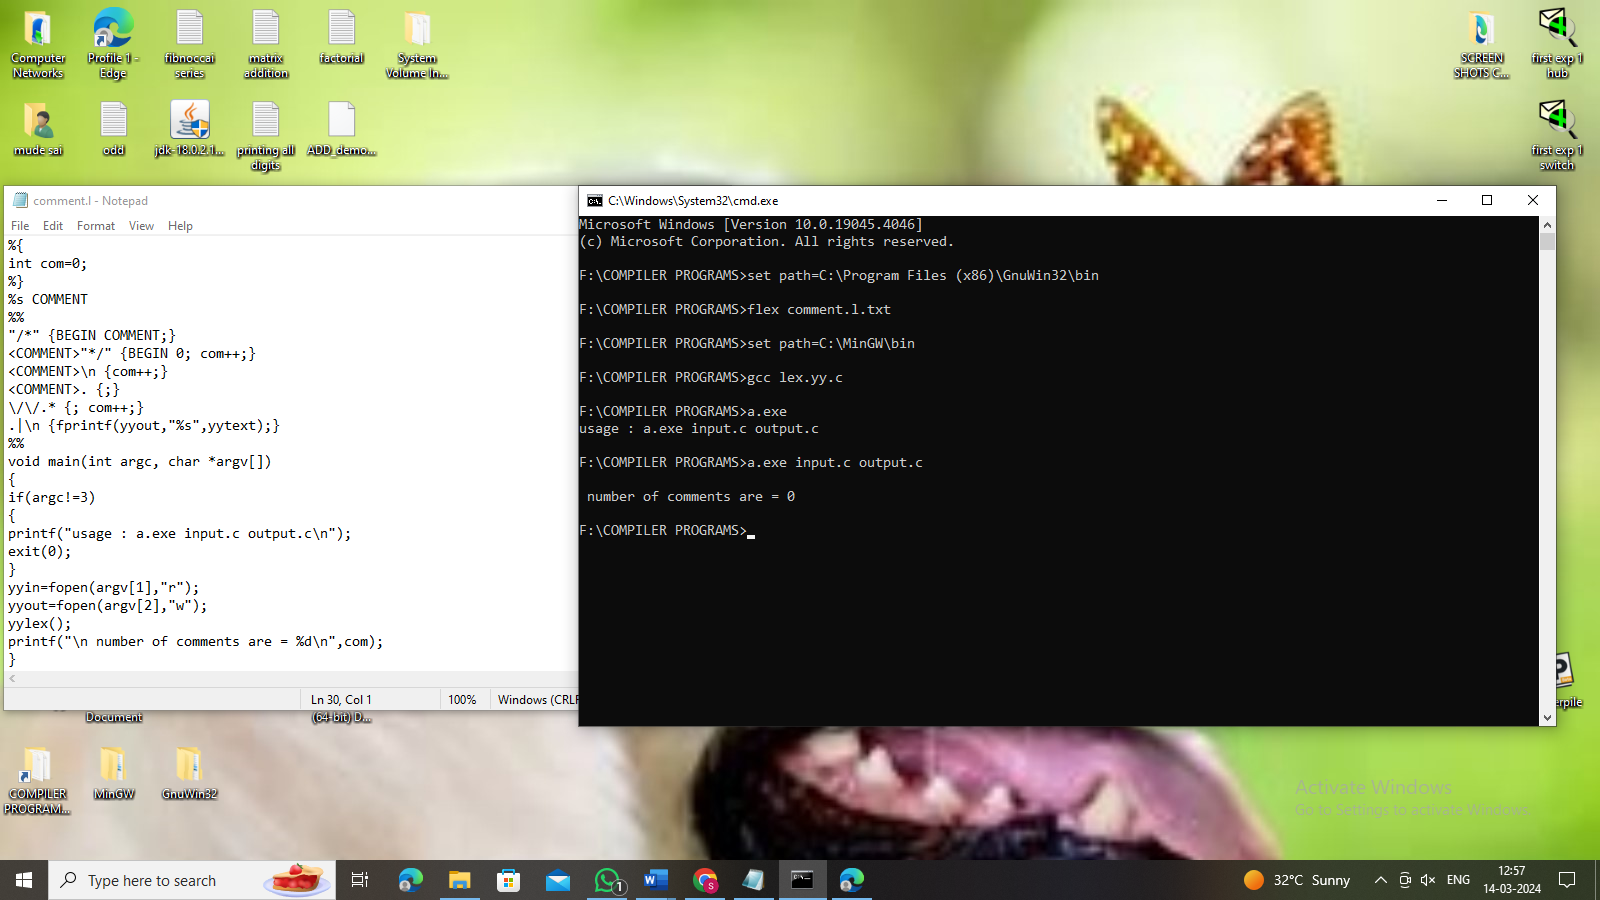 Computer
Networks
Profile 1 -
Edge
fibnoccai
series
matrix
addition
factorial
System
Volume In...
SCREEN
SHOTS C...
first exp 1
hub
mude sai
odd
jdk-18.0.2.1...
printing all
digits
ADD_demo...
first exp 1
switch
comment.l - Notepad
File Edit Format View Help
%{
int com=0;
%}
%s COMMENT
%%
"/*" {BEGIN COMMENT;}
<COMMENT>"*/" {BEGIN 0; com++;}
<COMMENT>\n {com++;}
<COMMENT>. {;}
\/\/.* {; com++;}
.|\n {fprintf(yyout,"%s",yytext);}
%%
void main(int argc, char *argv[])
{
if(argc!=3)
{
printf("usage : a.exe input.c output.c\n");
exit(0);
}
yyin=fopen(argv[1],"r");
yyout=fopen(argv[2],"w");
yylex();
printf("\n number of comments are = %d\n",com);
}
Ln 30, Col 1 100% Windows (CRLF
C:\Windows\System32\cmd.exe
Microsoft Windows [Version 10.0.19045.4046]
(c) Microsoft Corporation. All rights reserved.
F:\COMPILER PROGRAMS>set path=C:\Program Files (x86)\GnuWin32\bin
F:\COMPILER PROGRAMS>flex comment.l.txt
F:\COMPILER PROGRAMS>set path=C:\MinGW\bin
F:\COMPILER PROGRAMS>gcc lex.yy.c
F:\COMPILER PROGRAMS>a.exe
usage : a.exe input.c output.c
F:\COMPILER PROGRAMS>a.exe input.c output.c
number of comments are = 0
F:\COMPILER PROGRAMS>
Document
(64-bit) D...
erpile
COMPILER
PROGRAM...
MinGW
GnuWin32
Activate Windows
Go to Settings to activate Windows.
Type here to search
1
S
32°C Sunny
ENG
12:57
14-03-2024